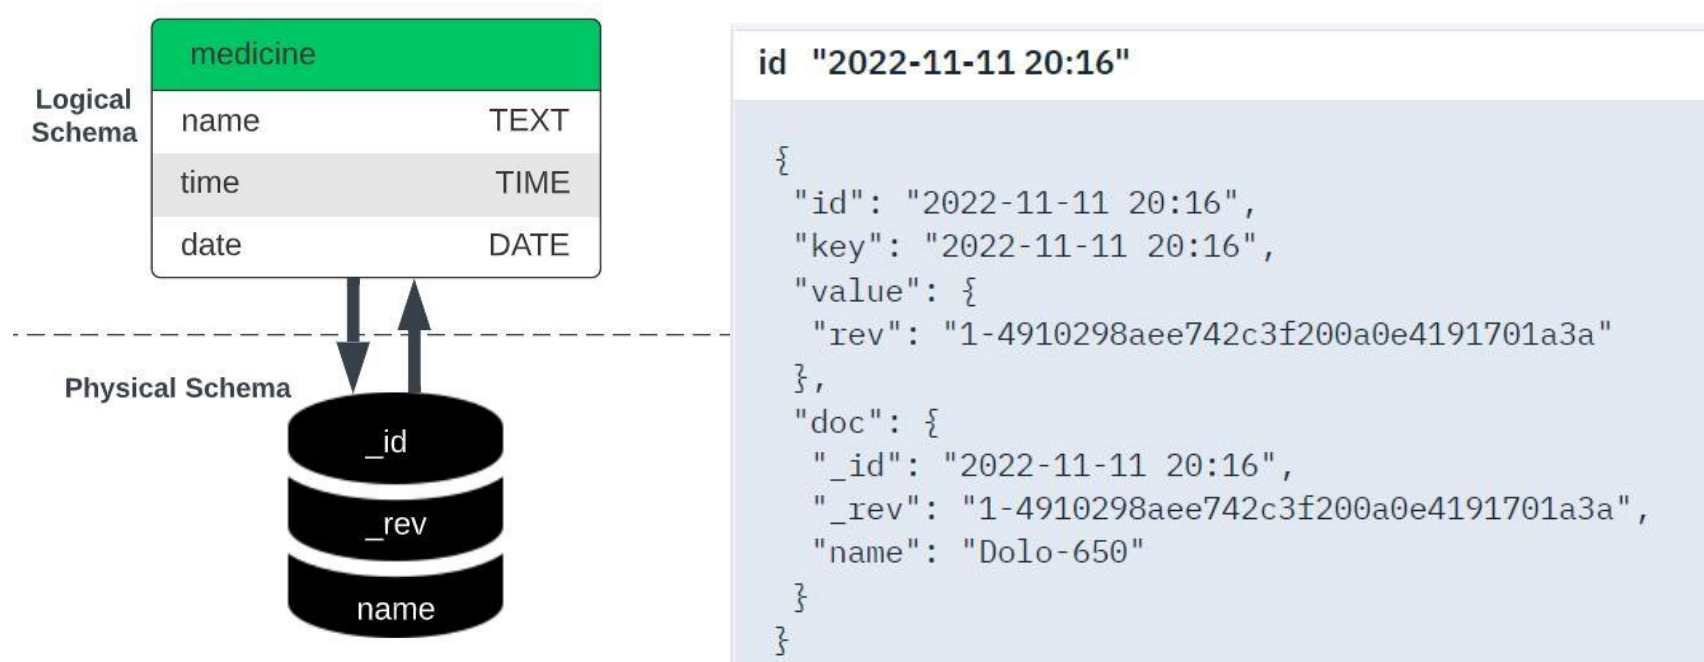 medicine
Logical
Schema
name TEXT
time TIME
date DATE
Physical Schema
_id
_rev
name
id "2022-11-11 20:16"
{
"id": "2022-11-11 20:16",
"key": "2022-11-11 20:16",
"value": {
"rev": "1-4910298aee742c3f200a0e4191701a3a"
},
"doc": {
"_id": "2022-11-11 20:16",
"_rev": "1-4910298aee742c3f200a0e4191701a3a",
"name": "Dolo-650"
}
}